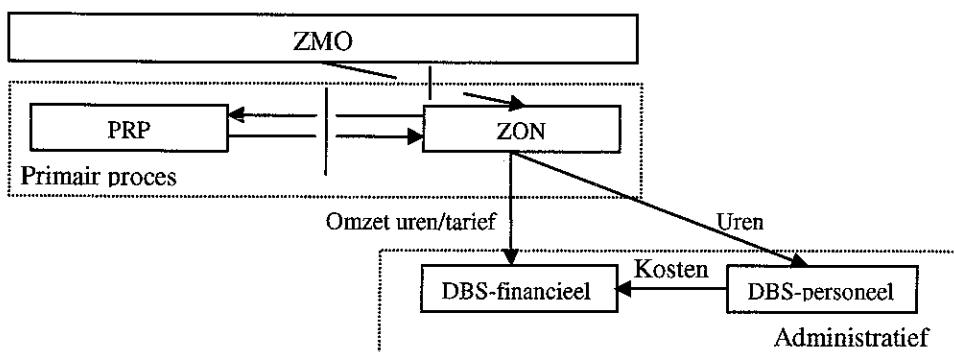 ZMO
PRP
ZON
Primair proces
Omzet uren/tarief
Uren
DBS-financieel
Kosten
DBS-personeel
Administratief